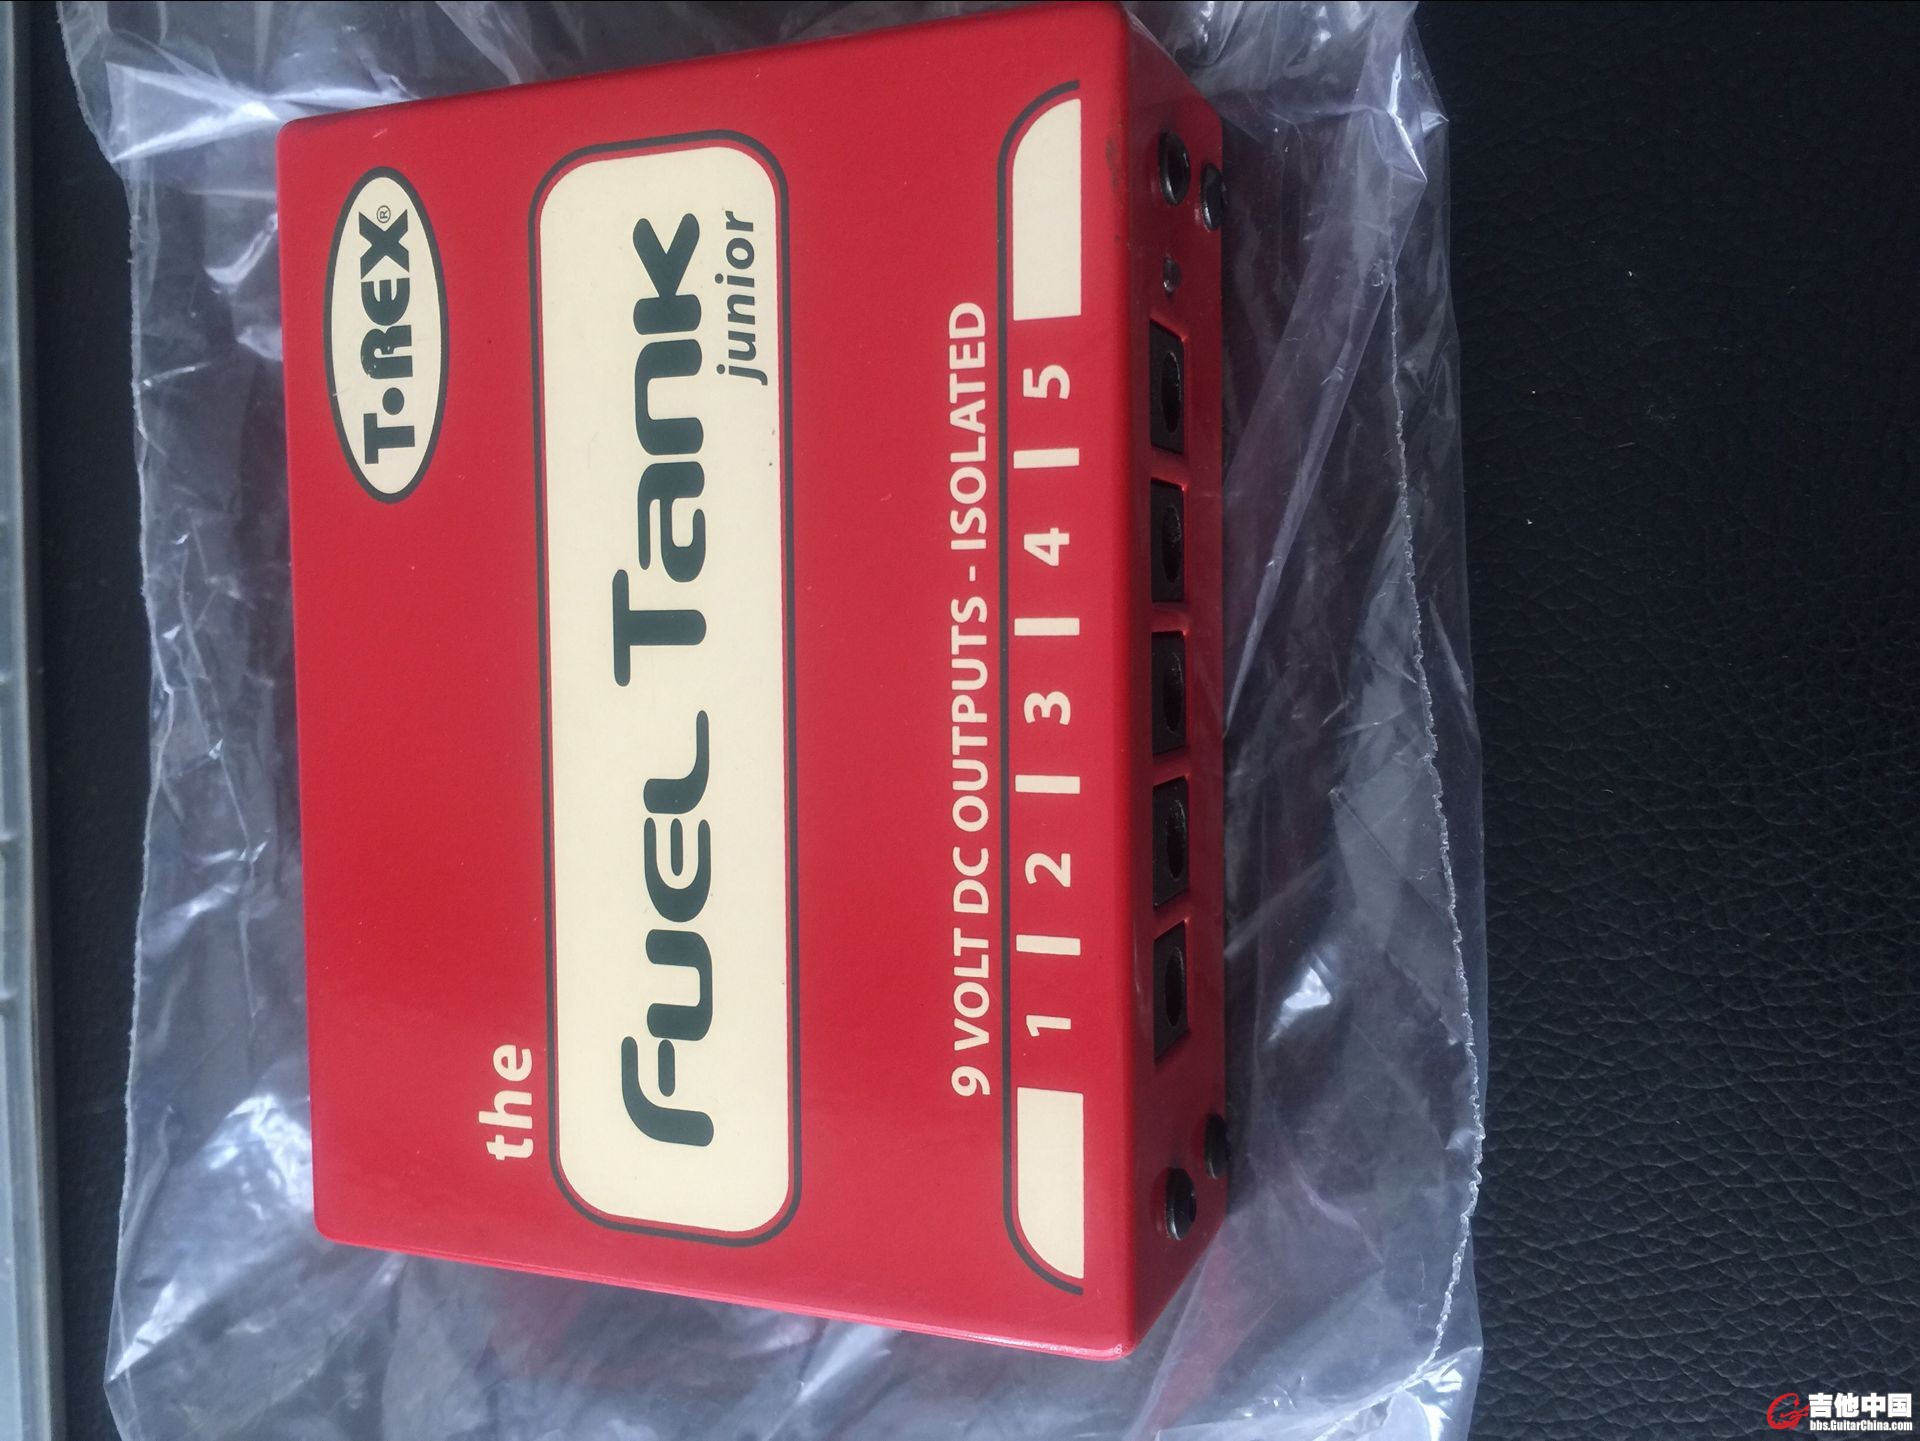 T·REX®
the
Fuel Tank
junior
9 VOLT DC OUTPUTS - ISOLATED
1 | 2 | 3 | 4 | 5
吉他中国
bbs.GuitarChina.com